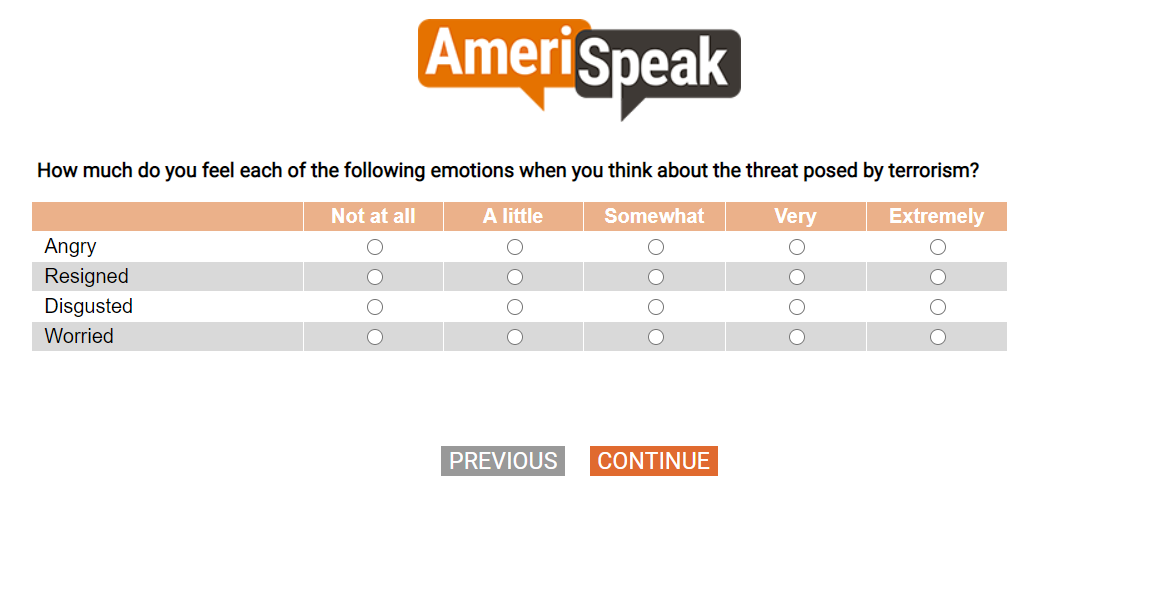 AmeriSpeak
How much do you feel each of the following emotions when you think about the threat posed by terrorism?
Not at all A little Somewhat Very Extremely
Angry
Resigned
Disgusted
Worried
PREVIOUS CONTINUE